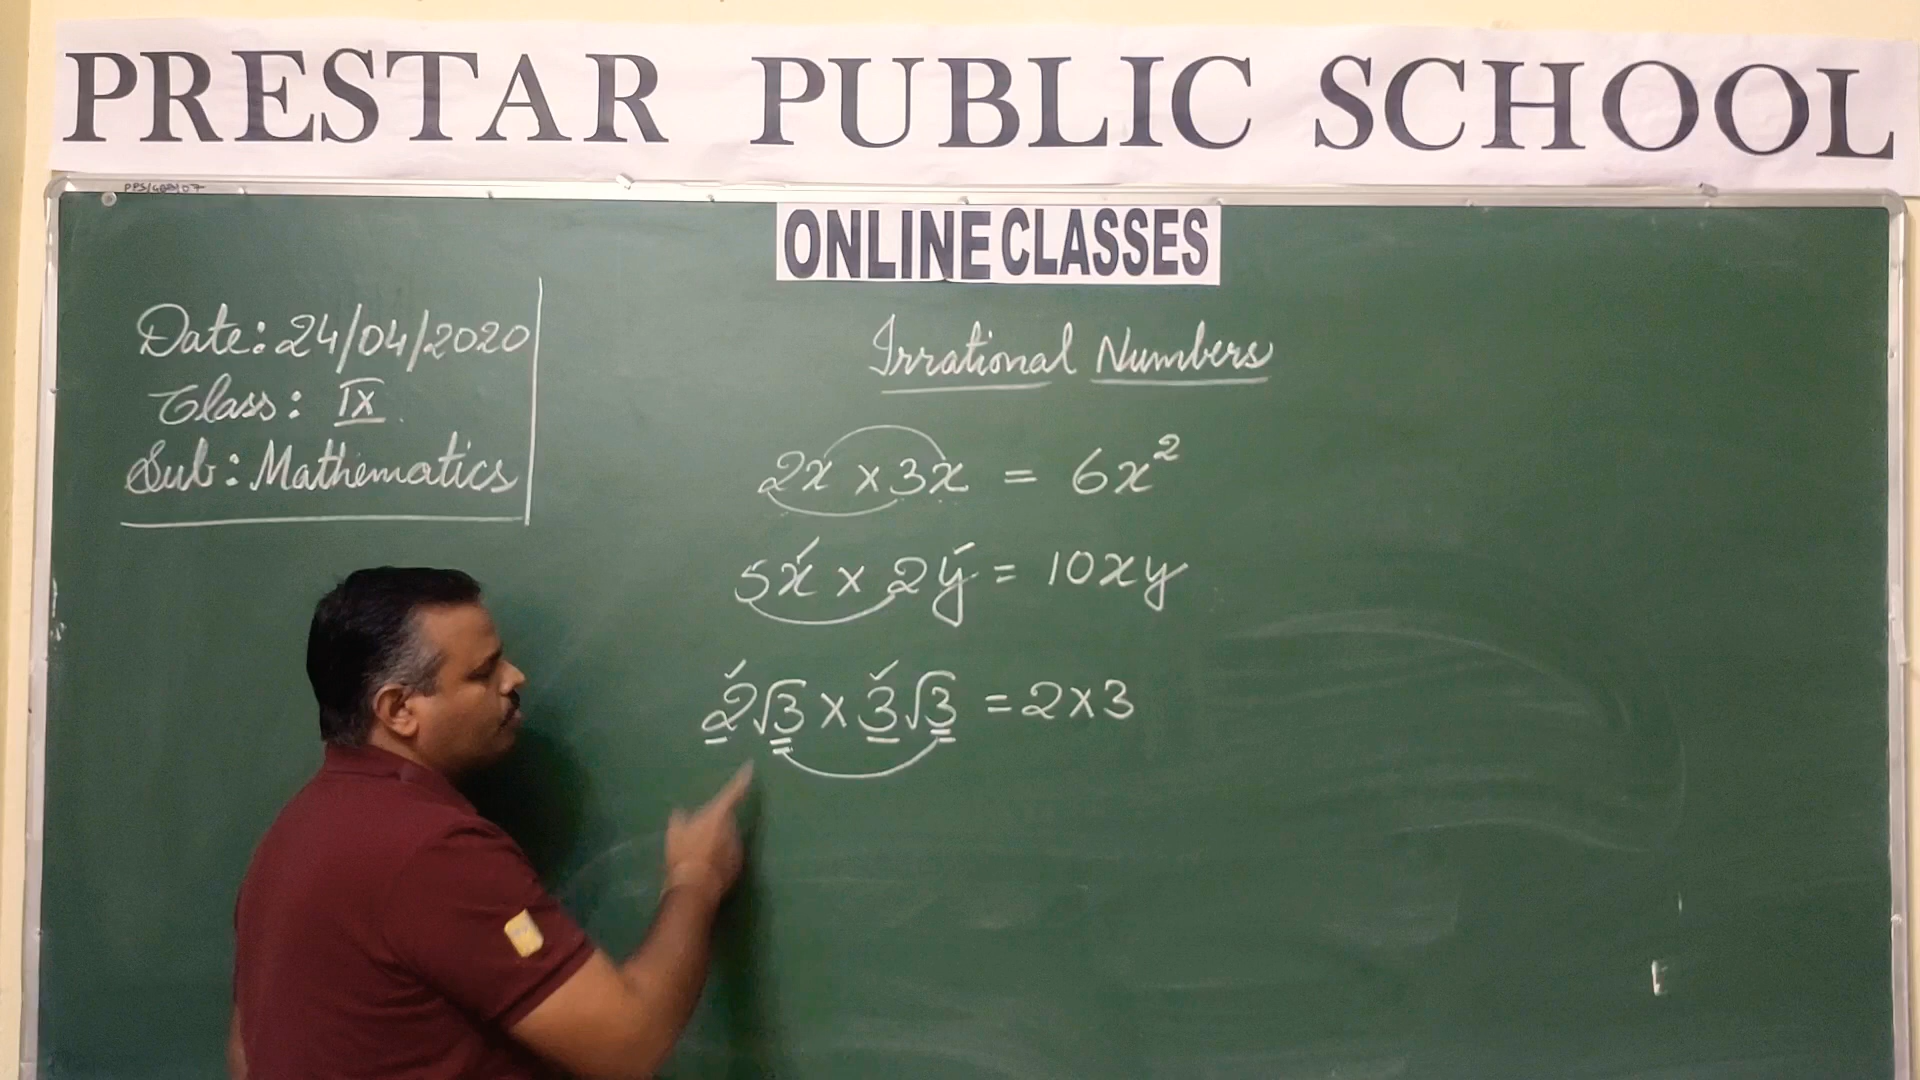 PRESTAR PUBLIC SCHOOL
ONLINE CLASSES
Date: 24/04/2020
Class: IX
Sub: Mathematics
Irrational Numbers
2x × 3x = 6x²
5x × 2y = 10xy
2√3 × 3√3 = 2×3